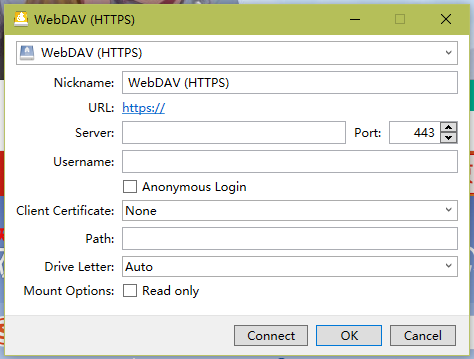 WebDAV (HTTPS)
WebDAV (HTTPS)
Nickname: WebDAV (HTTPS)
URL: https://
Server: Port: 443
Username:
Anonymous Login
Client Certificate: None
Path:
Drive Letter: Auto
Mount Options: Read only
Connect OK Cancel